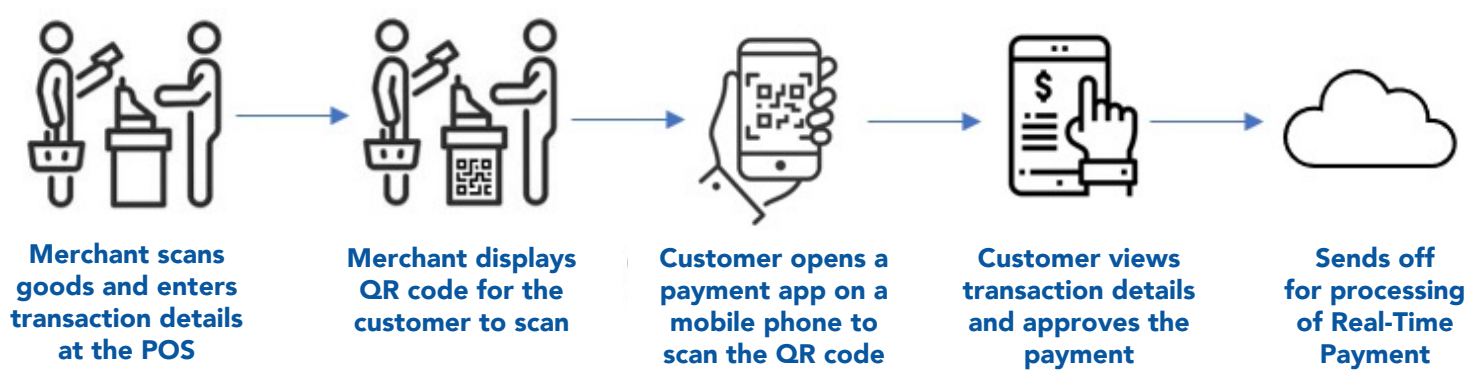 $
Merchant scans
goods and enters
transaction details
at the POS
Merchant displays
QR code for the
customer to scan
Customer opens a
payment app on a
mobile phone to
scan the QR code
Customer views
transaction details
and approves the
payment
Sends off
for processing
of Real-Time
Payment